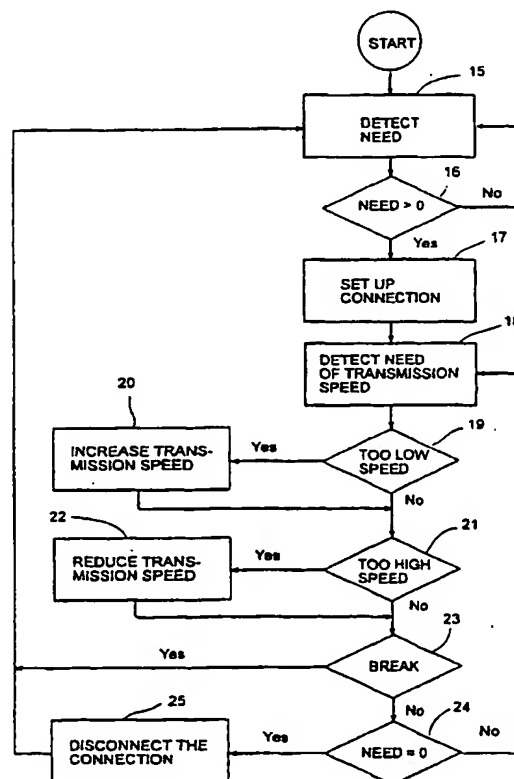 START
15
DETECT
NEED
16
NEED > 0
No
Yes
17
SET UP
CONNECTION
18
DETECT NEED
OF TRANSMISSION
SPEED
20
19
INCREASE TRANS-
MISSION SPEED
Yes
TOO LOW
SPEED
No
22
21
REDUCE TRANS-
MISSION SPEED
Yes
TOO HIGH
SPEED
No
23
Yes
BREAK
25
No
24
DISCONNECT THE
CONNECTION
Yes
NEED = 0
No